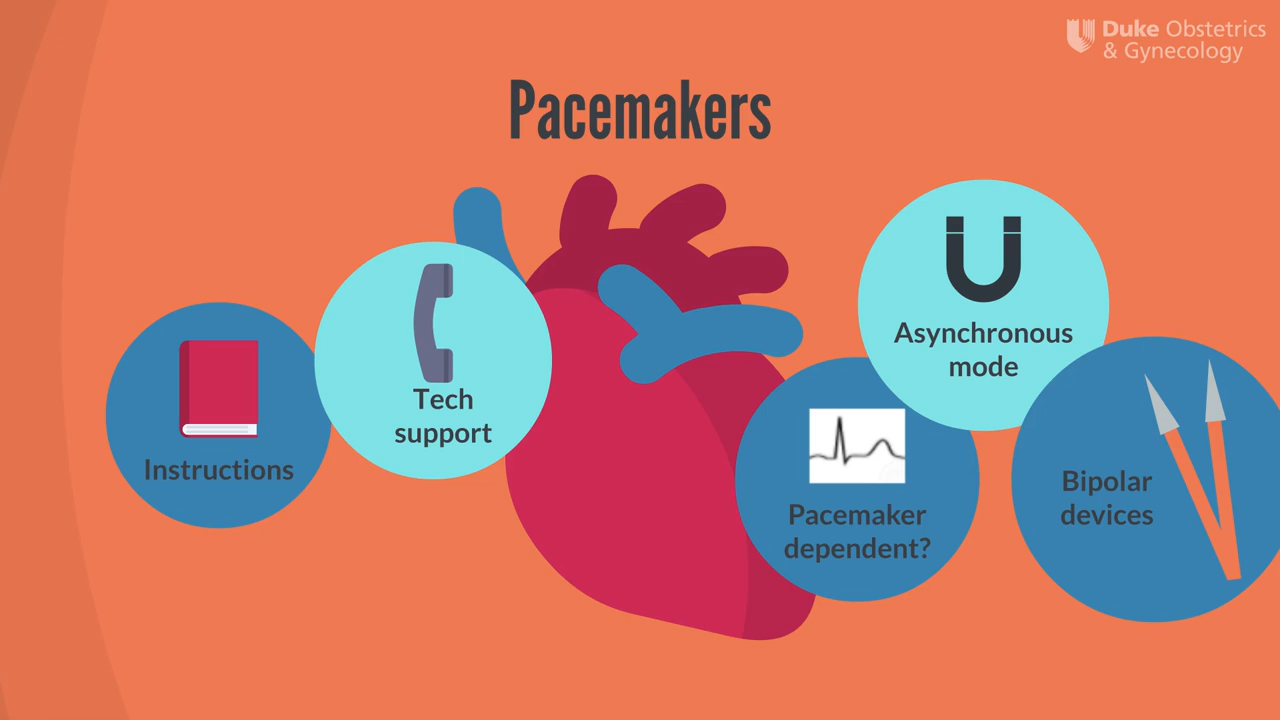 Duke Obstetrics
& Gynecology
Pacemakers
Instructions
Tech
support
Pacemaker
dependent?
Asynchronous
mode
Bipolar
devices